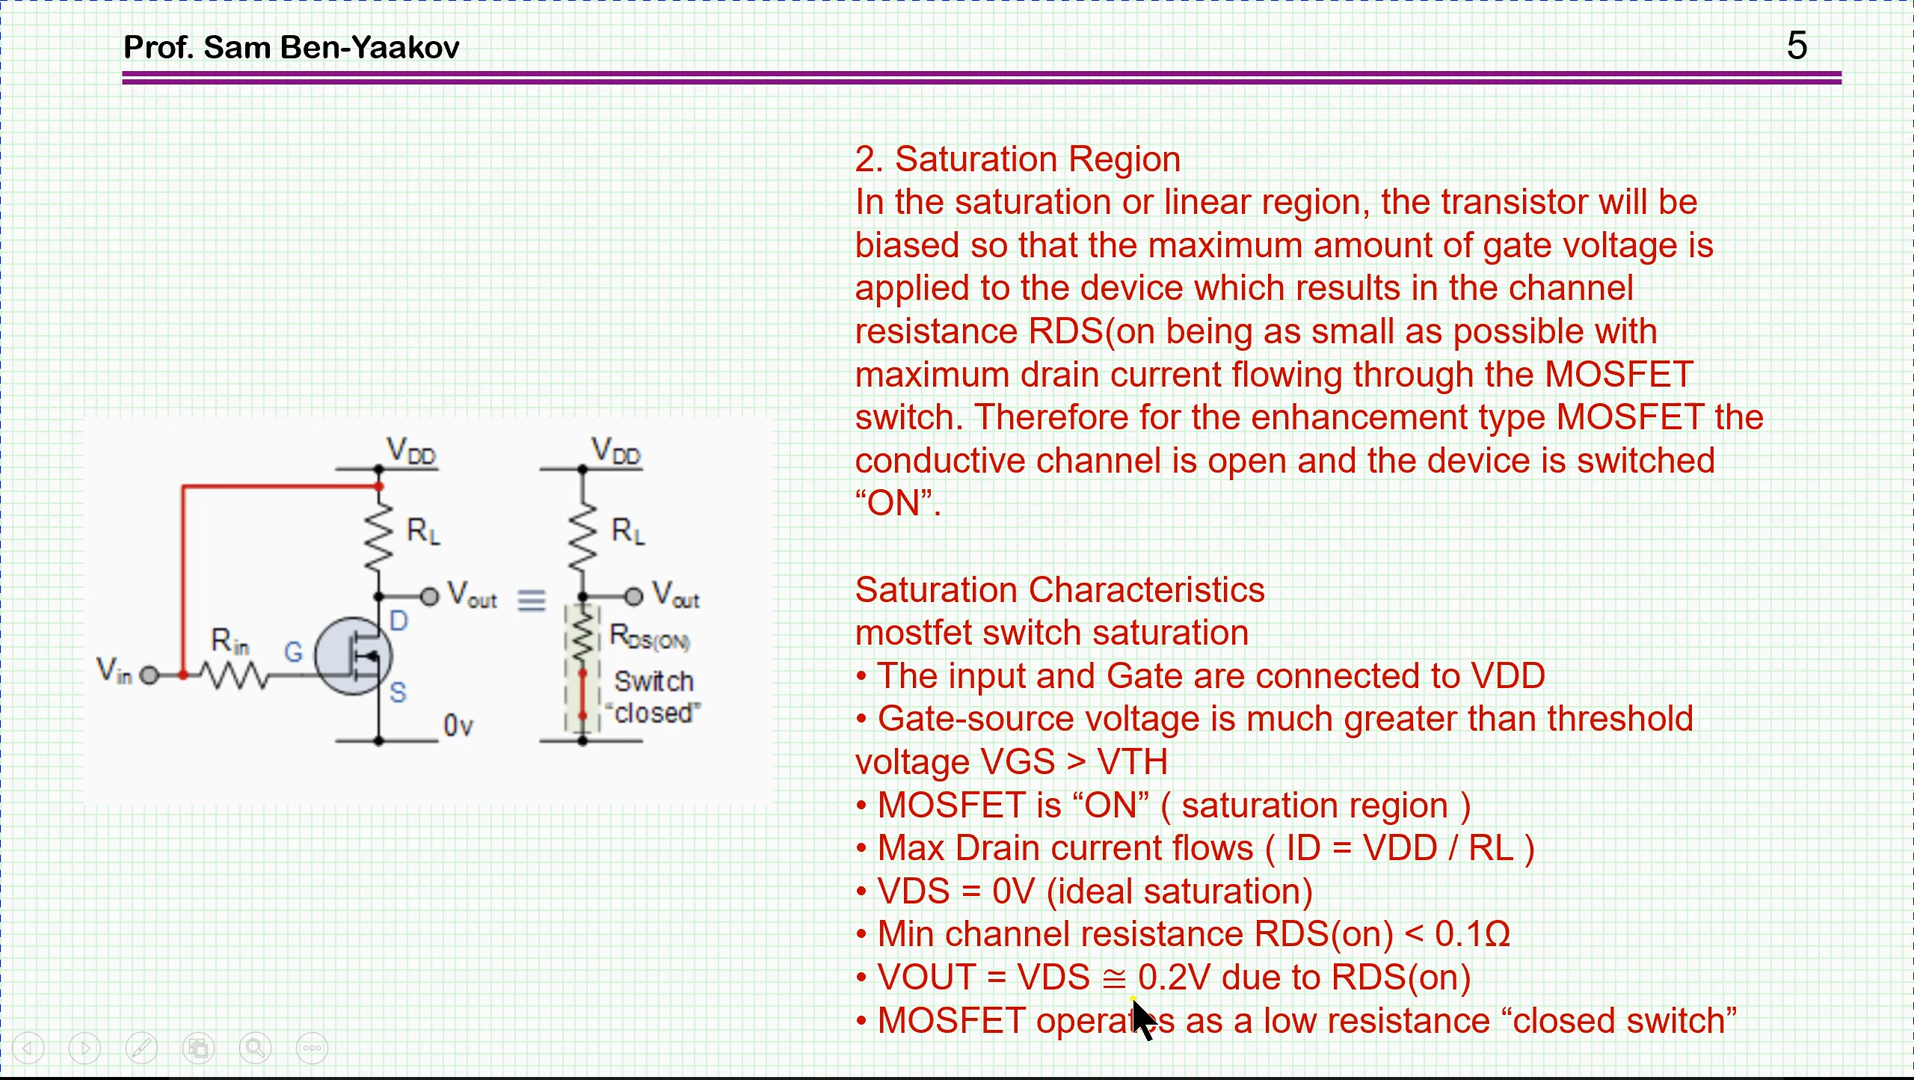 Prof. Sam Ben-Yaakov
5
2. Saturation Region
In the saturation or linear region, the transistor will be
biased so that the maximum amount of gate voltage is
applied to the device which results in the channel
resistance RDS(on being as small as possible with
maximum drain current flowing through the MOSFET
switch. Therefore for the enhancement type MOSFET the
conductive channel is open and the device is switched
“ON”.
Saturation Characteristics
mostfet switch saturation
• The input and Gate are connected to VDD
• Gate-source voltage is much greater than threshold
voltage VGS > VTH
• MOSFET is “ON” ( saturation region )
• Max Drain current flows ( ID = VDD / RL )
• VDS = 0V (ideal saturation)
• Min channel resistance RDS(on) < 0.1Ω
• VOUT = VDS ≅ 0.2V due to RDS(on)
• MOSFET operates as a low resistance “closed switch”
VDD
RL
Vout
D
Rin
G
Vin
S
0v
≡
VDD
RL
Vout
RDS(ON)
Switch
“closed”